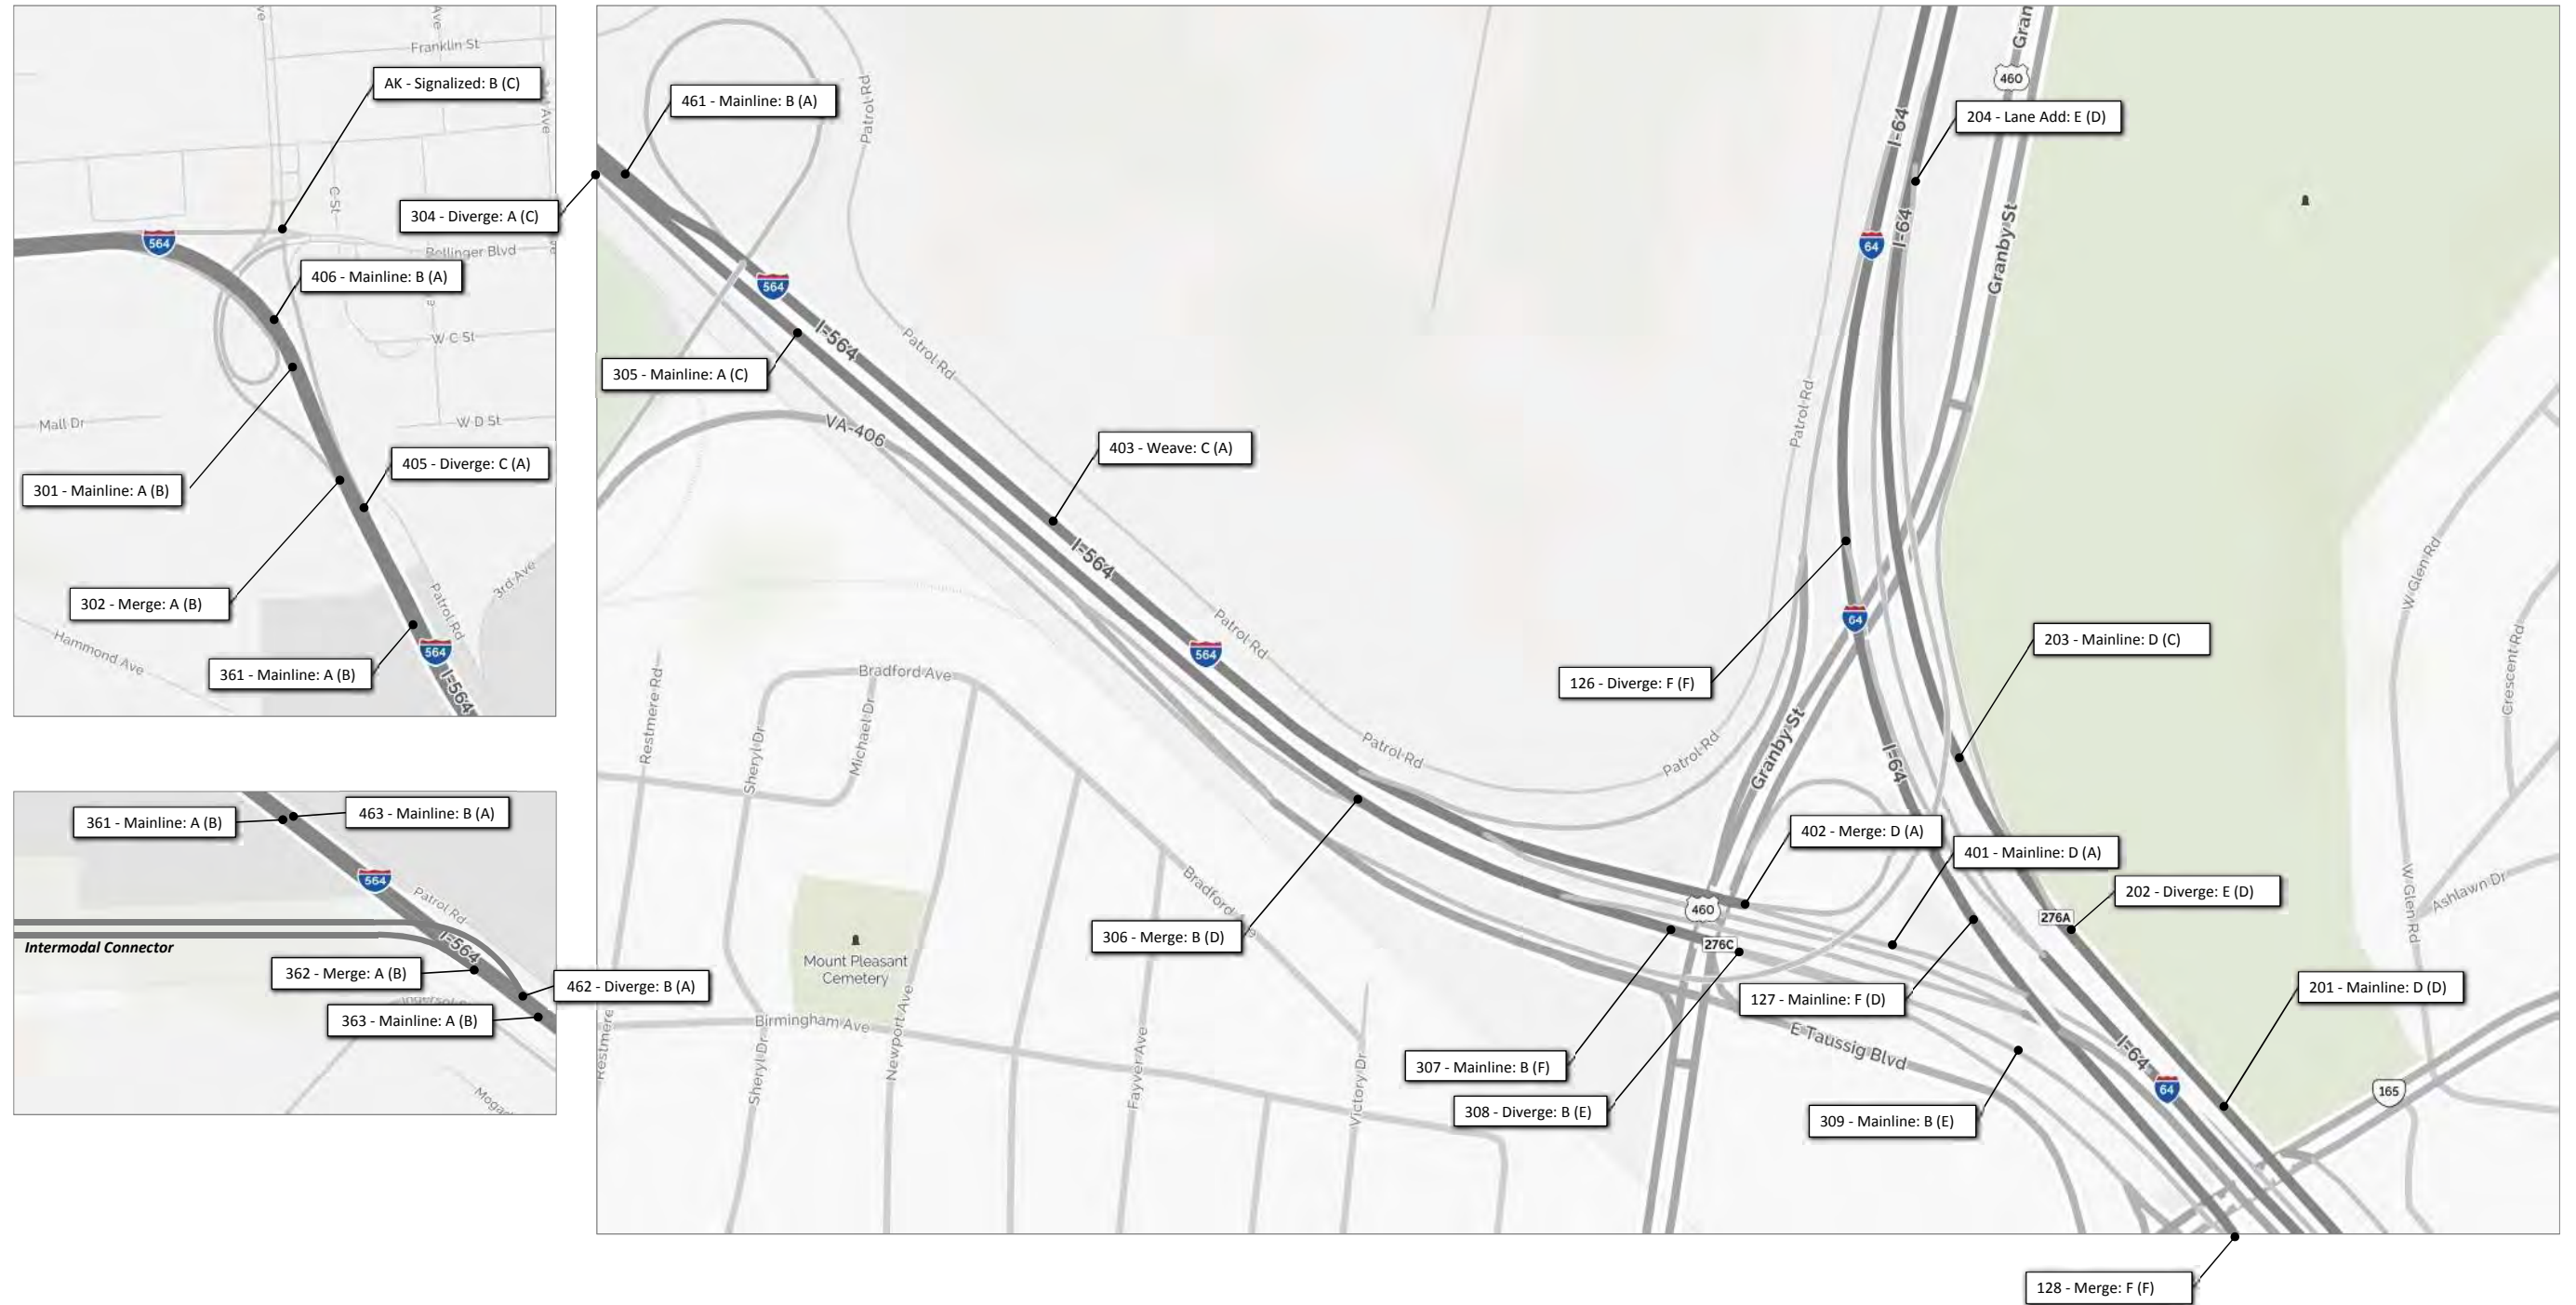 Franklin St
AK - Signalized: B (C)
C St
304 - Diverge: A (C)
564
Bellinger Blvd
406 - Mainline: B (A)
W C St
Mall Dr
W D St
405 - Diverge: C (A)
301 - Mainline: A (B)
3rd Ave
302 - Merge: A (B)
Patrol Rd
Hammond Ave
564
361 - Mainline: A (B)
I-564
361 - Mainline: A (B)
463 - Mainline: B (A)
564
Patrol Rd
Intermodal Connector
I-564
362 - Merge: A (B)
462 - Diverge: B (A)
363 - Mainline: A (B)
461 - Mainline: B (A)
Patrol Rd
460
204 - Lane Add: E (D)
I-64
I-64
64
Granby St
564
I-564
Patrol Rd
305 - Mainline: A (C)
VA-406
Patrol Rd
403 - Weave: C (A)
I-564
W Glen Rd
Patrol Rd
564
64
203 - Mainline: D (C)
Crescent Rd
Bradford Ave
126 - Diverge: F (F)
Restmere Rd
Sheryl Dr
Michael Dr
Patrol Rd
Patrol Rd
Granby St
I-64
402 - Merge: D (A)
401 - Mainline: D (A)
202 - Diverge: E (D)
276A
W Glen Rd
Ashlawn Dr
Bradford Ave
460
306 - Merge: B (D)
276C
Mount Pleasant
Cemetery
127 - Mainline: F (D)
201 - Mainline: D (D)
Birmingham Ave
Restmere
Sheryl Dr
Newport Ave
Fayver Ave
Victory Dr
E Taussig Blvd
307 - Mainline: B (F)
I-64
64
165
308 - Diverge: B (E)
309 - Mainline: B (E)
128 - Merge: F (F)